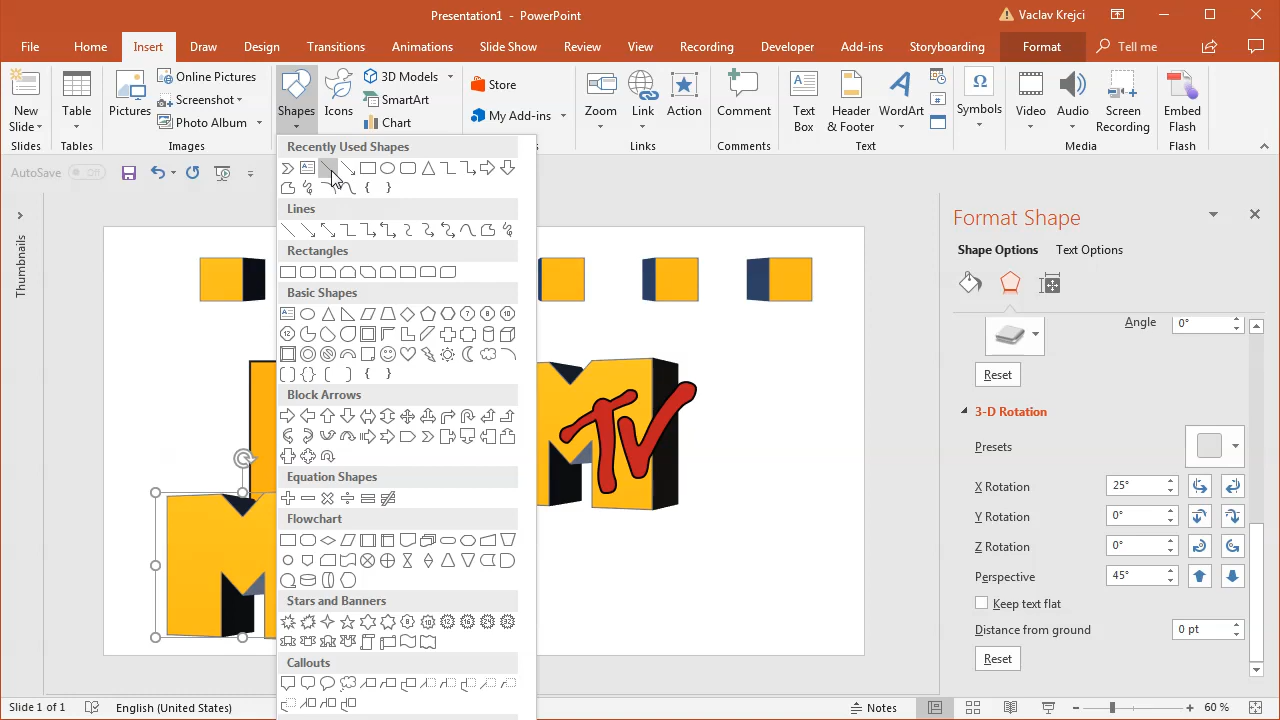 Presentation1 - PowerPoint
Vaclav Krejci
File
Home
Insert
Draw
Design
Transitions
Animations
Slide Show
Review
View
Recording
Developer
Add-ins
Storyboarding
Format
Tell me
New Slide
Table
Pictures
Online Pictures
Screenshot
Photo Album
Shapes
Icons
3D Models
SmartArt
Chart
Store
My Add-ins
Zoom
Link
Action
Comment
Text Box
Header & Footer
WordArt
Symbols
Video
Audio
Screen Recording
Embed Flash
Slides
Tables
Images
Links
Comments
Text
Media
Flash
AutoSave
Off
Recently Used Shapes
Lines
Rectangles
Basic Shapes
Block Arrows
Equation Shapes
Flowchart
Stars and Banners
Callouts
Thumbnails
M
M
TV
Format Shape
Shape Options
Text Options
Angle
0°
Reset
3-D Rotation
Presets
X Rotation
25°
Y Rotation
0°
Z Rotation
0°
Perspective
45°
Keep text flat
Distance from ground
0 pt
Reset
Slide 1 of 1
English (United States)
Notes
60 %